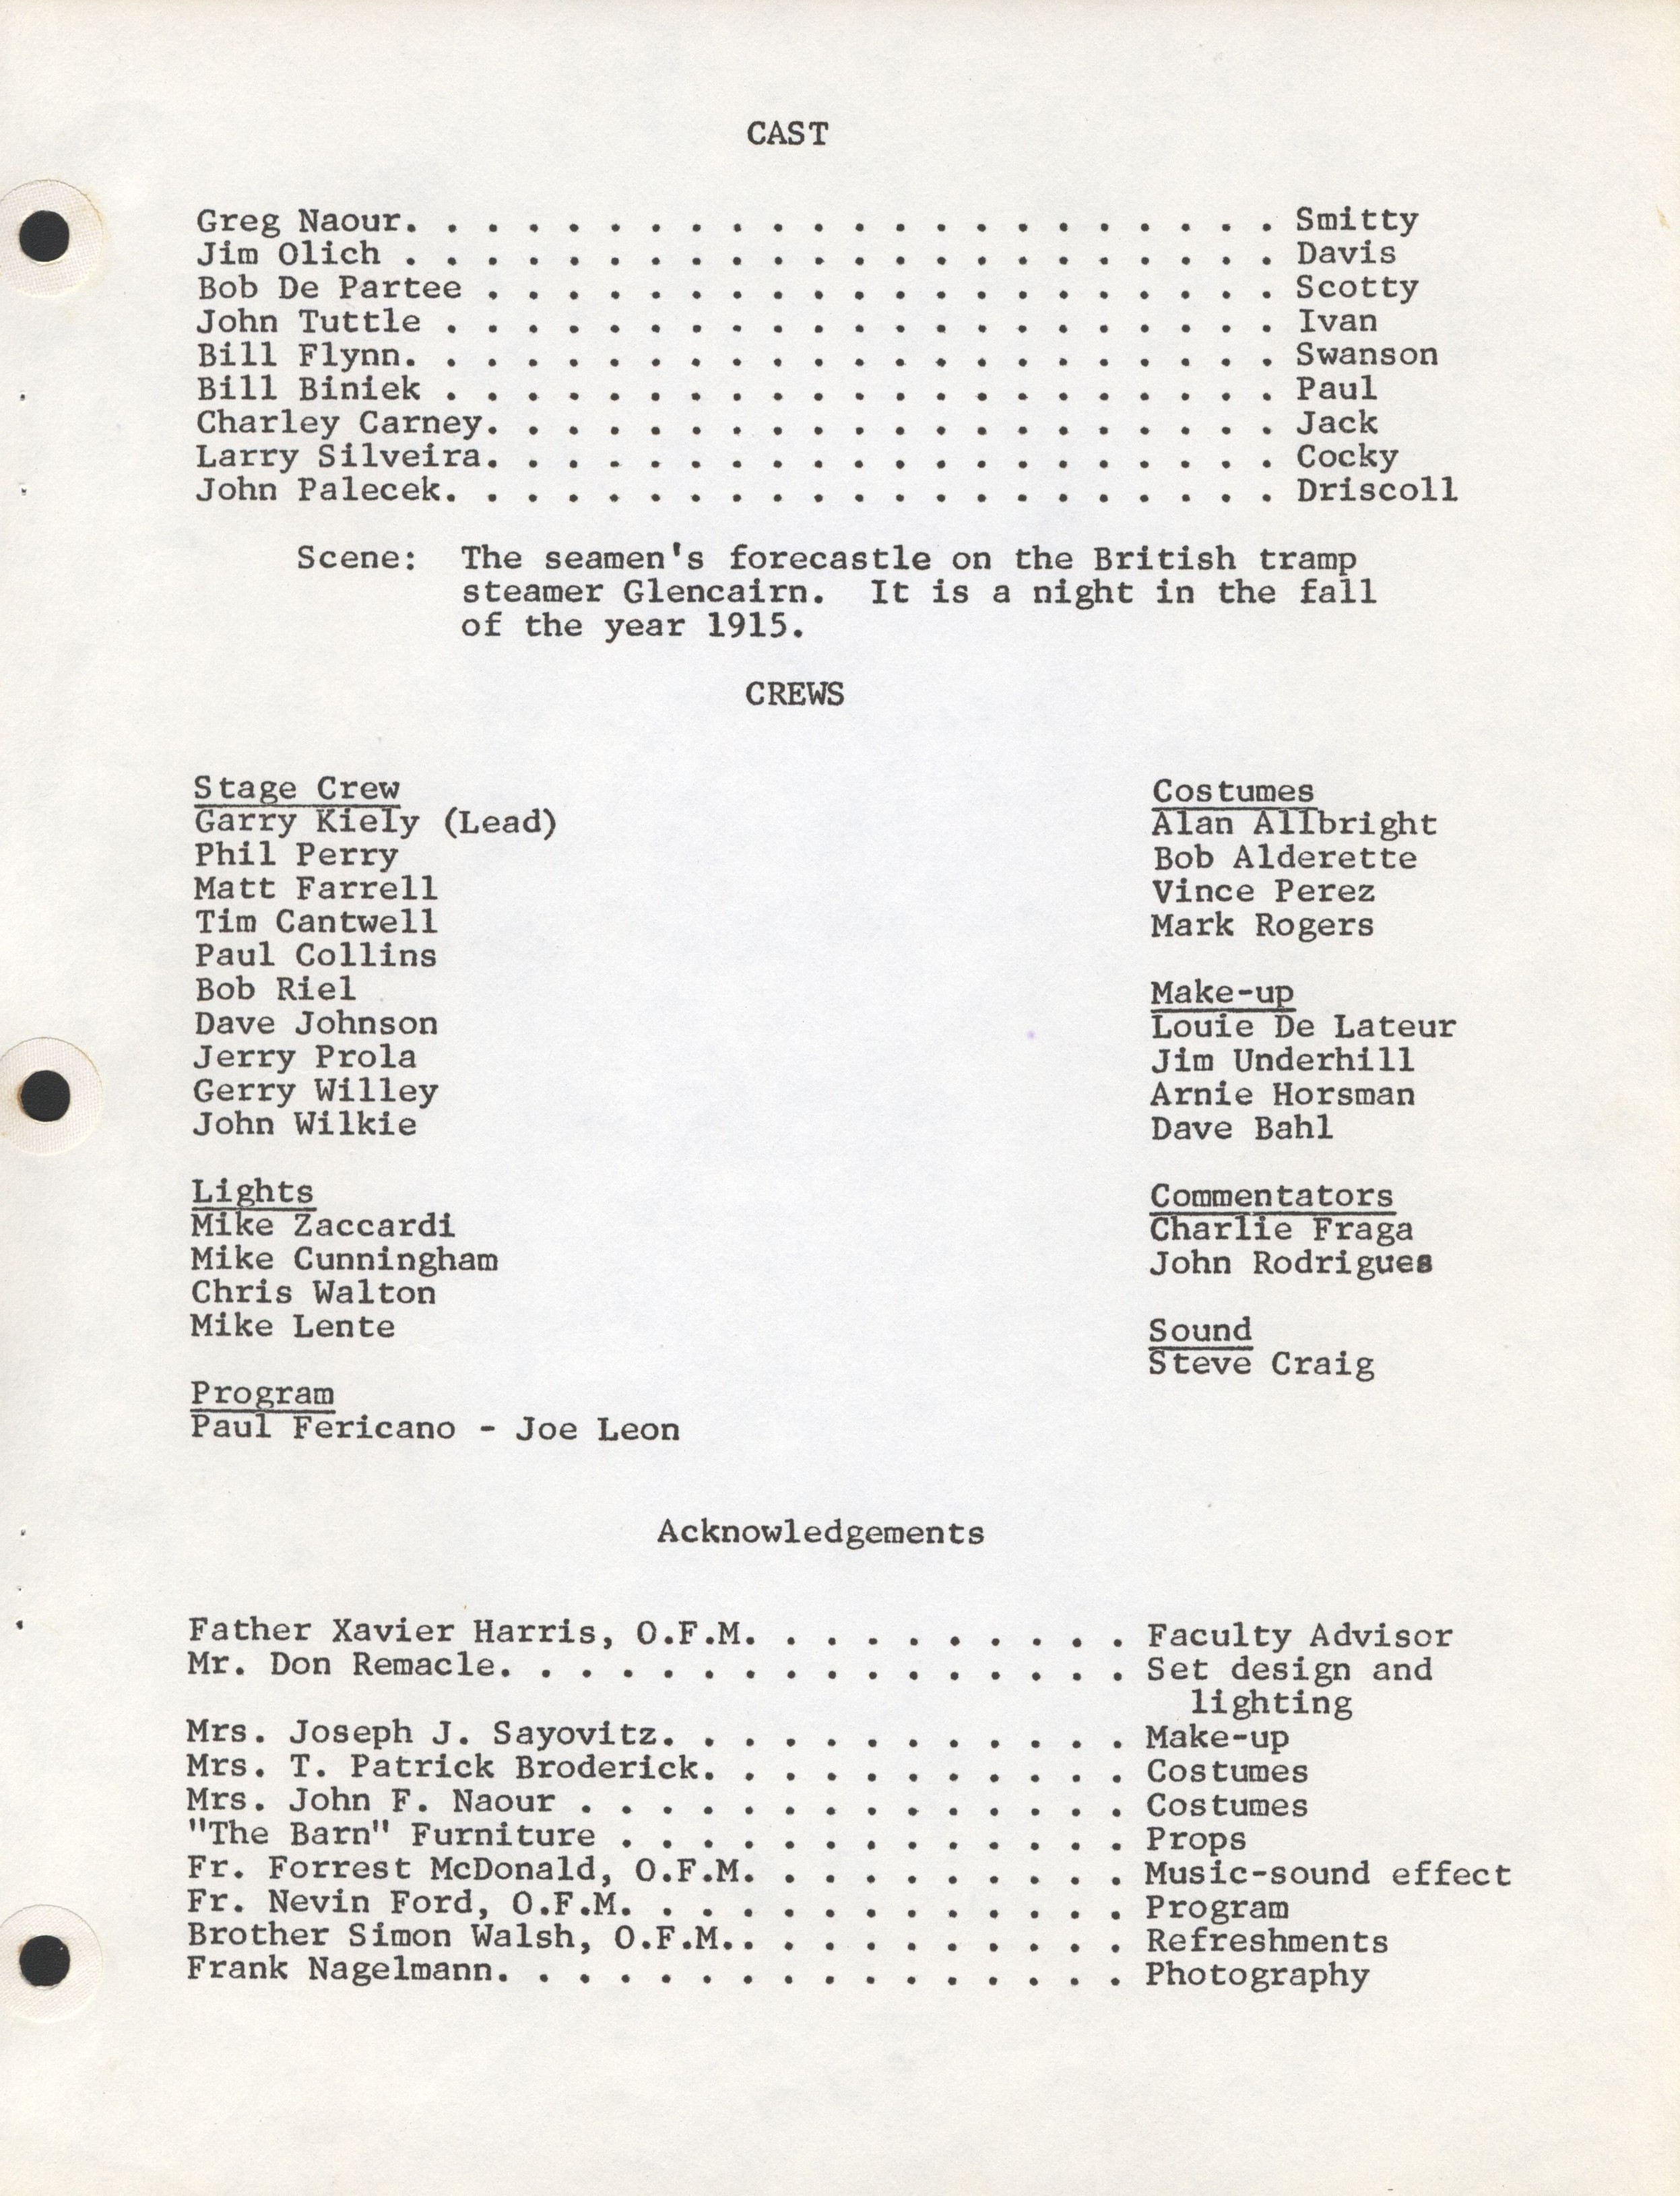 CAST
Greg Naour. . . . . . . . . . . . . . . . . . . . . . Smitty
Jim Olich . . . . . . . . . . . . . . . . . . . . . . Davis
Bob De Partee . . . . . . . . . . . . . . . . . . . . Scotty
John Tuttle . . . . . . . . . . . . . . . . . . . . . Ivan
Bill Flynn. . . . . . . . . . . . . . . . . . . . . . Swanson
Bill Biniek . . . . . . . . . . . . . . . . . . . . . Paul
Charley Carney. . . . . . . . . . . . . . . . . . . . Jack
Larry Silveira. . . . . . . . . . . . . . . . . . . . Cocky
John Palecek. . . . . . . . . . . . . . . . . . . . . Driscoll
Scene: The seamen's forecastle on the British tramp
steamer Glencairn. It is a night in the fall
of the year 1915.
CREWS
Stage Crew
Garry Kiely (Lead)
Phil Perry
Matt Farrell
Tim Cantwell
Paul Collins
Bob Riel
Dave Johnson
Jerry Prola
Gerry Willey
John Wilkie
Lights
Mike Zaccardi
Mike Cunningham
Chris Walton
Mike Lente
Program
Paul Fericano - Joe Leon
Costumes
Alan Allbright
Bob Alderette
Vince Perez
Mark Rogers
Make-up
Louie De Lateur
Jim Underhill
Arnie Horsman
Dave Bahl
Commentators
Charlie Fraga
John Rodrigues
Sound
Steve Craig
Acknowledgements
Father Xavier Harris, O.F.M. . . . . . . . . . Faculty Advisor
Mr. Don Remacle. . . . . . . . . . . . . . . . Set design and
lighting
Mrs. Joseph J. Sayovitz. . . . . . . . . . . . Make-up
Mrs. T. Patrick Broderick. . . . . . . . . . . Costumes
Mrs. John F. Naour . . . . . . . . . . . . . . Costumes
"The Barn" Furniture . . . . . . . . . . . . . Props
Fr. Forrest McDonald, O.F.M. . . . . . . . . . Music-sound effect
Fr. Nevin Ford, O.F.M. . . . . . . . . . . . . Program
Brother Simon Walsh, O.F.M.. . . . . . . . . . Refreshments
Frank Nagelmann. . . . . . . . . . . . . . . . Photography